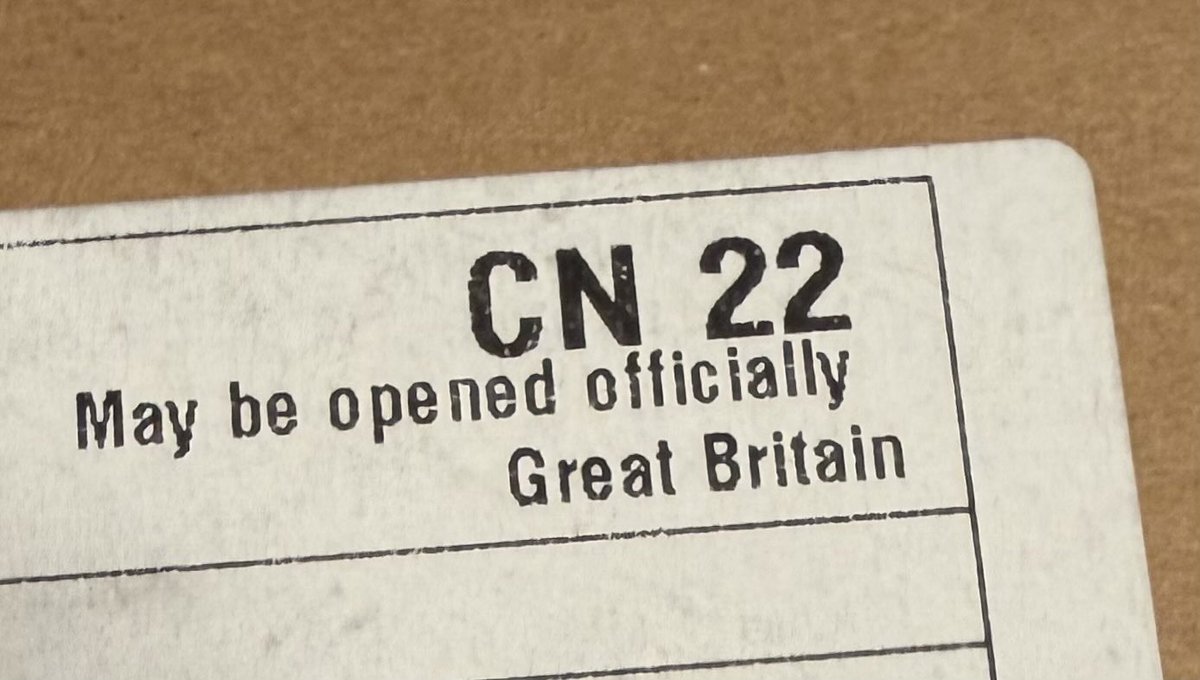 CN 22
May be opened officially
Great Britain